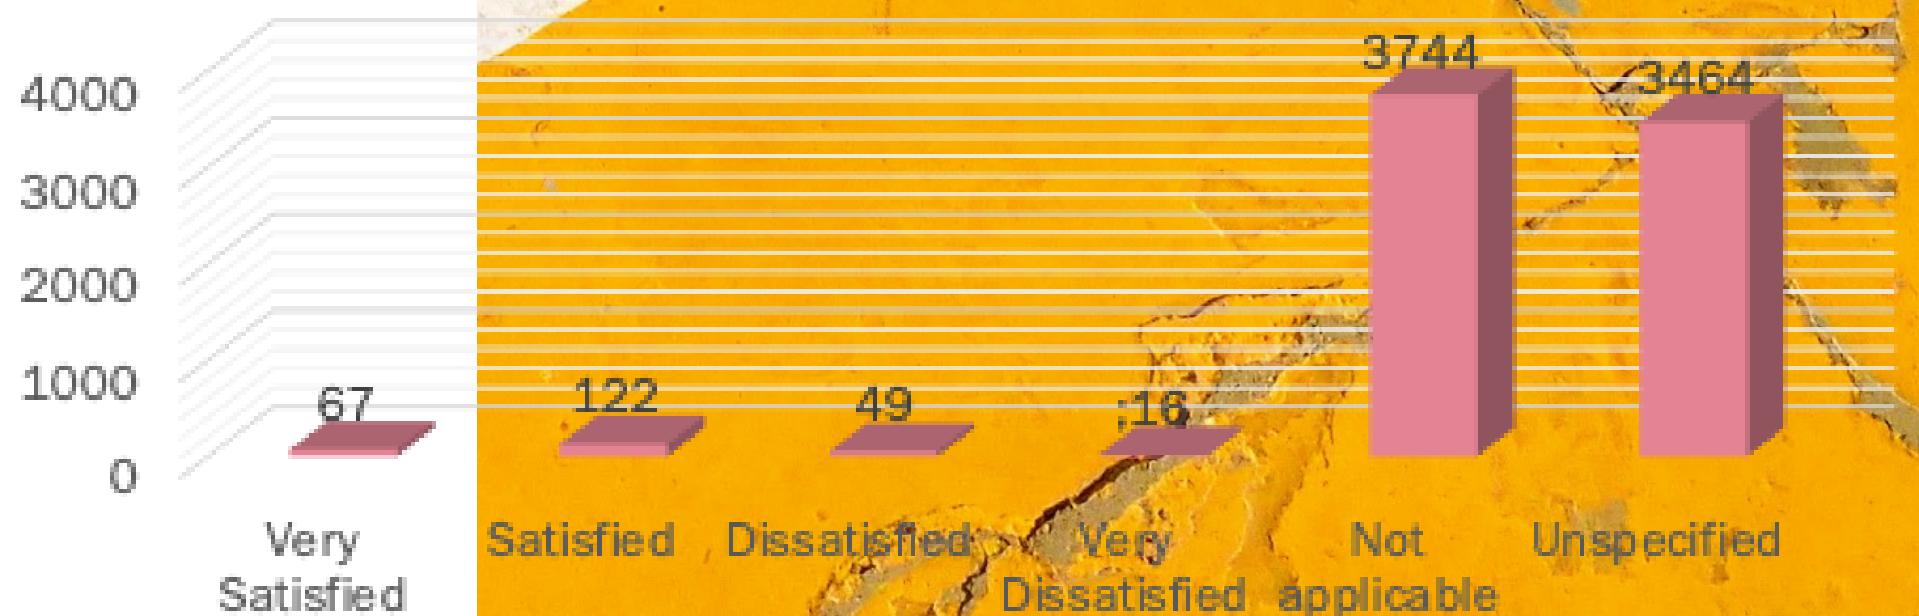 4000
3000
2000
1000
0
67
122
49
:16
3744
3464
Very
Satisfied
Satisfied
Dissatisfied
Very
Dissatisfied
Not
applicable
Unspecified